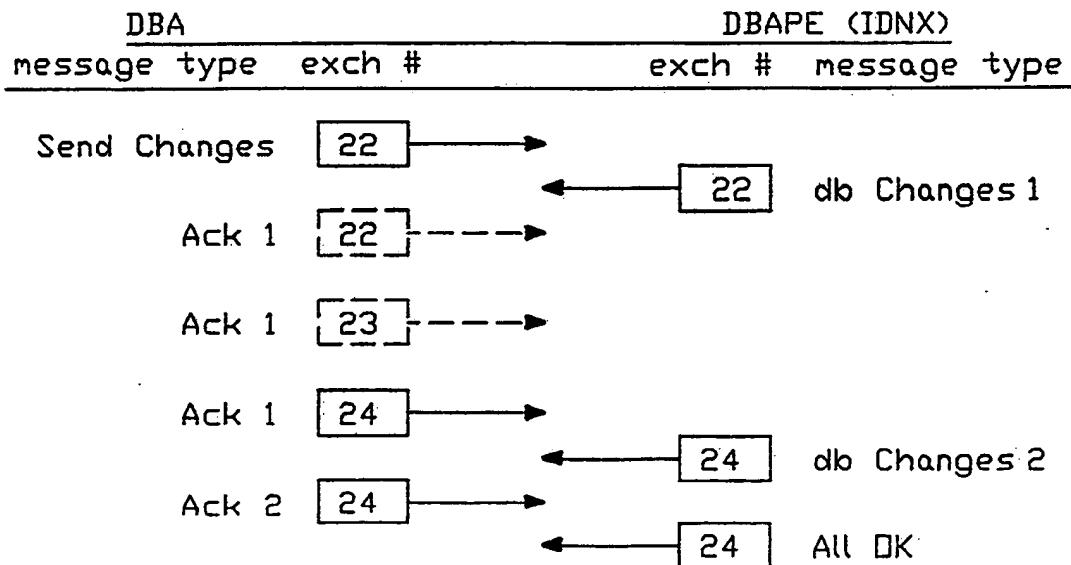 DBA DBAPE (IDNX)
message type exch # exch # message type
Send Changes 22
22 db Changes 1
Ack 1 22
Ack 1 23
Ack 1 24
24 db Changes 2
Ack 2 24
24 All OK